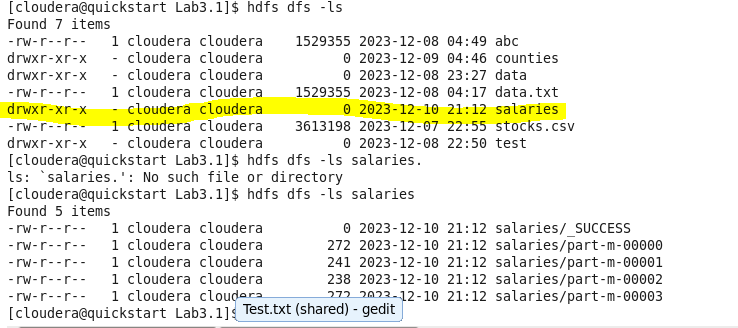 [cloudera@quickstart Lab3.1]$ hdfs dfs -ls
Found 7 items
-rw-r--r--   1 cloudera cloudera    1529355 2023-12-08 04:49 abc
drwxr-xr-x   - cloudera cloudera          0 2023-12-09 04:46 counties
drwxr-xr-x   - cloudera cloudera          0 2023-12-08 23:27 data
-rw-r--r--   1 cloudera cloudera    1529355 2023-12-08 04:17 data.txt
drwxr-xr-x   - cloudera cloudera          0 2023-12-10 21:12 salaries
-rw-r--r--   1 cloudera cloudera    3613198 2023-12-07 22:55 stocks.csv
drwxr-xr-x   - cloudera cloudera          0 2023-12-08 22:50 test
[cloudera@quickstart Lab3.1]$ hdfs dfs -ls salaries.
ls: `salaries.': No such file or directory
[cloudera@quickstart Lab3.1]$ hdfs dfs -ls salaries
Found 5 items
-rw-r--r--   1 cloudera cloudera          0 2023-12-10 21:12 salaries/_SUCCESS
-rw-r--r--   1 cloudera cloudera        272 2023-12-10 21:12 salaries/part-m-00000
-rw-r--r--   1 cloudera cloudera        241 2023-12-10 21:12 salaries/part-m-00001
-rw-r--r--   1 cloudera cloudera        238 2023-12-10 21:12 salaries/part-m-00002
-rw-r--r--   1 cloudera cloudera        272 2023-12-10 21:12 salaries/part-m-00003
[cloudera@quickstart Lab3.1]$
Test.txt (shared) - gedit